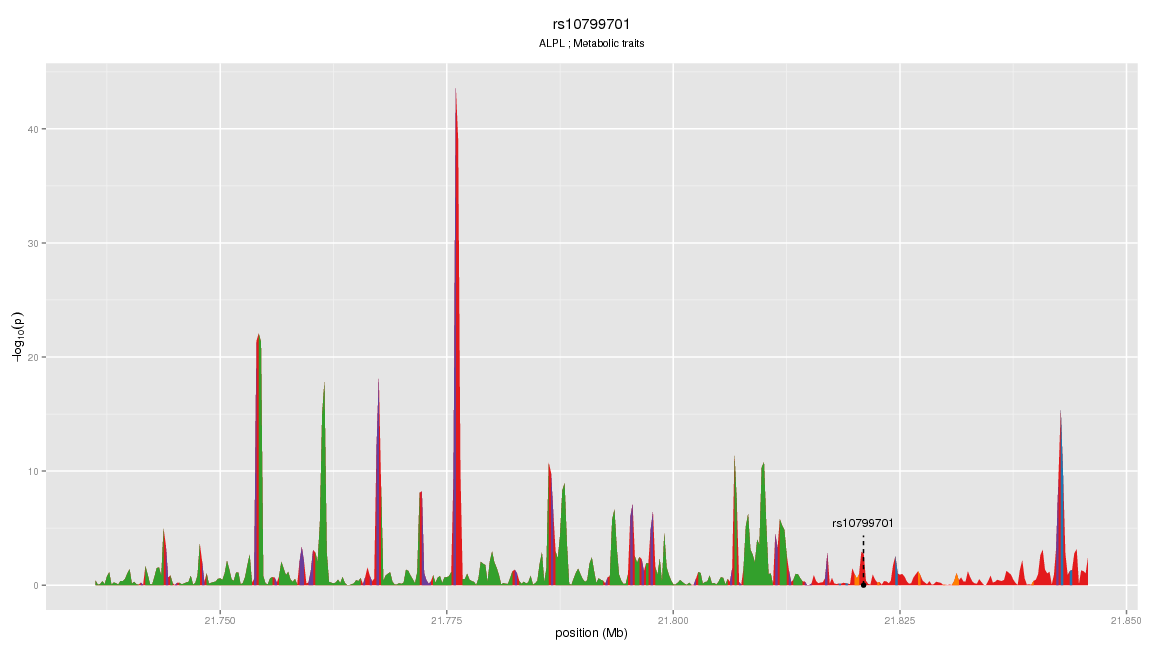 rs10799701
ALPL ; Metabolic traits
-log10(p)
40
30
20
10
0
rs10799701
21.750
21.775
21.800
21.825
21.850
position (Mb)